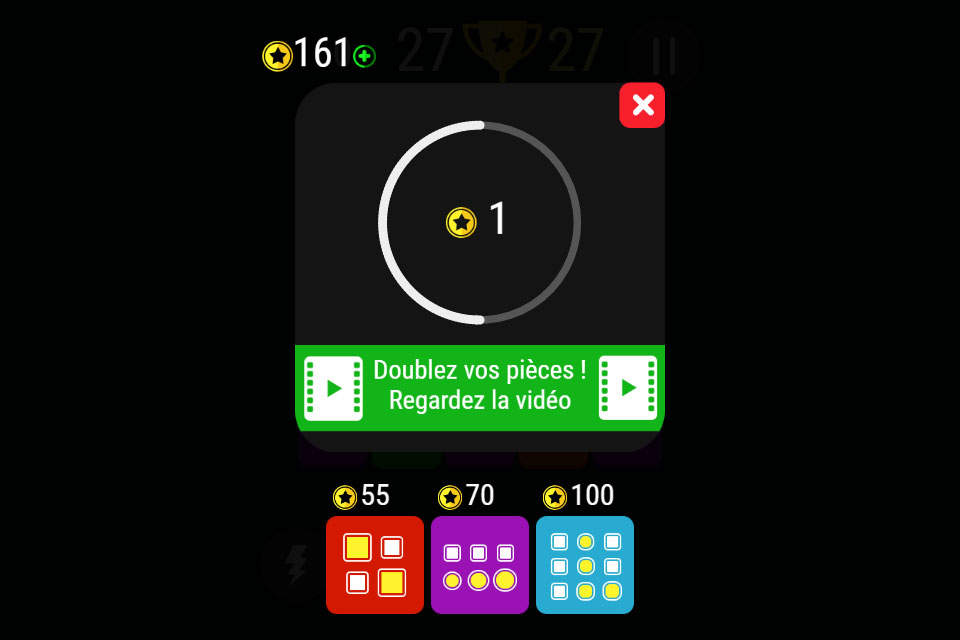 161
27 27
1
Doublez vos pièces !
Regardez la vidéo
55 70 100